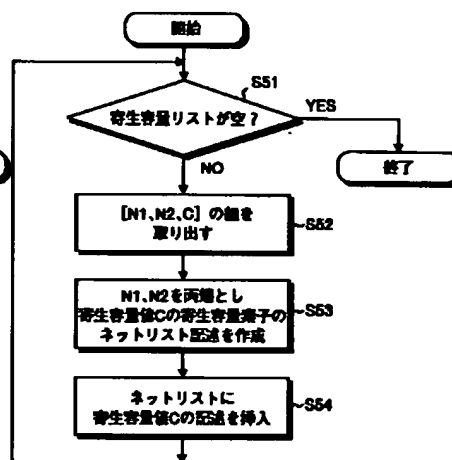 開始
S51
寄生容量リストが空?
YES
終了
NO
[N1、N2、C] の組を
取り出す
S52
N1、N2を両端とし
寄生容量値Cの寄生容量素子の
ネットリスト記述を作成
S53
ネットリストに
寄生容量値Cの記述を挿入
S54